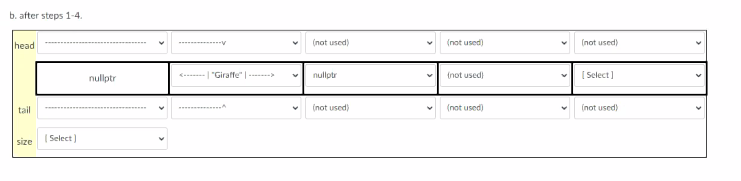 b. after steps 1-4.
head --------------------------------- --------------v (not used) (not used) (not used)
nullptr <------- | "Giraffe" | -------> nullptr (not used) [ Select ]
tail --------------------------------- --------------^ (not used) (not used) (not used)
size [ Select ]